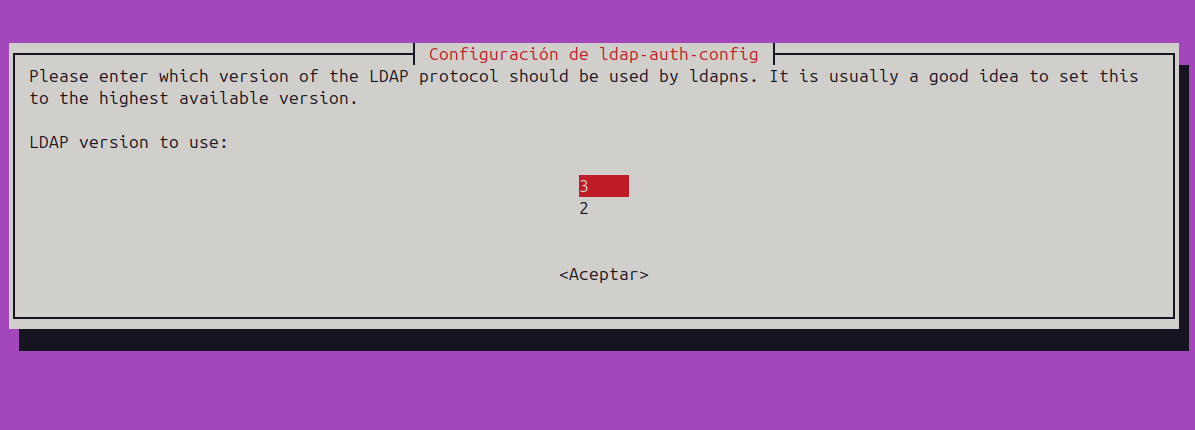 Configuración de ldap-auth-config
Please enter which version of the LDAP protocol should be used by ldapns. It is usually a good idea to set this
to the highest available version.
LDAP version to use:
3
2
<Aceptar>